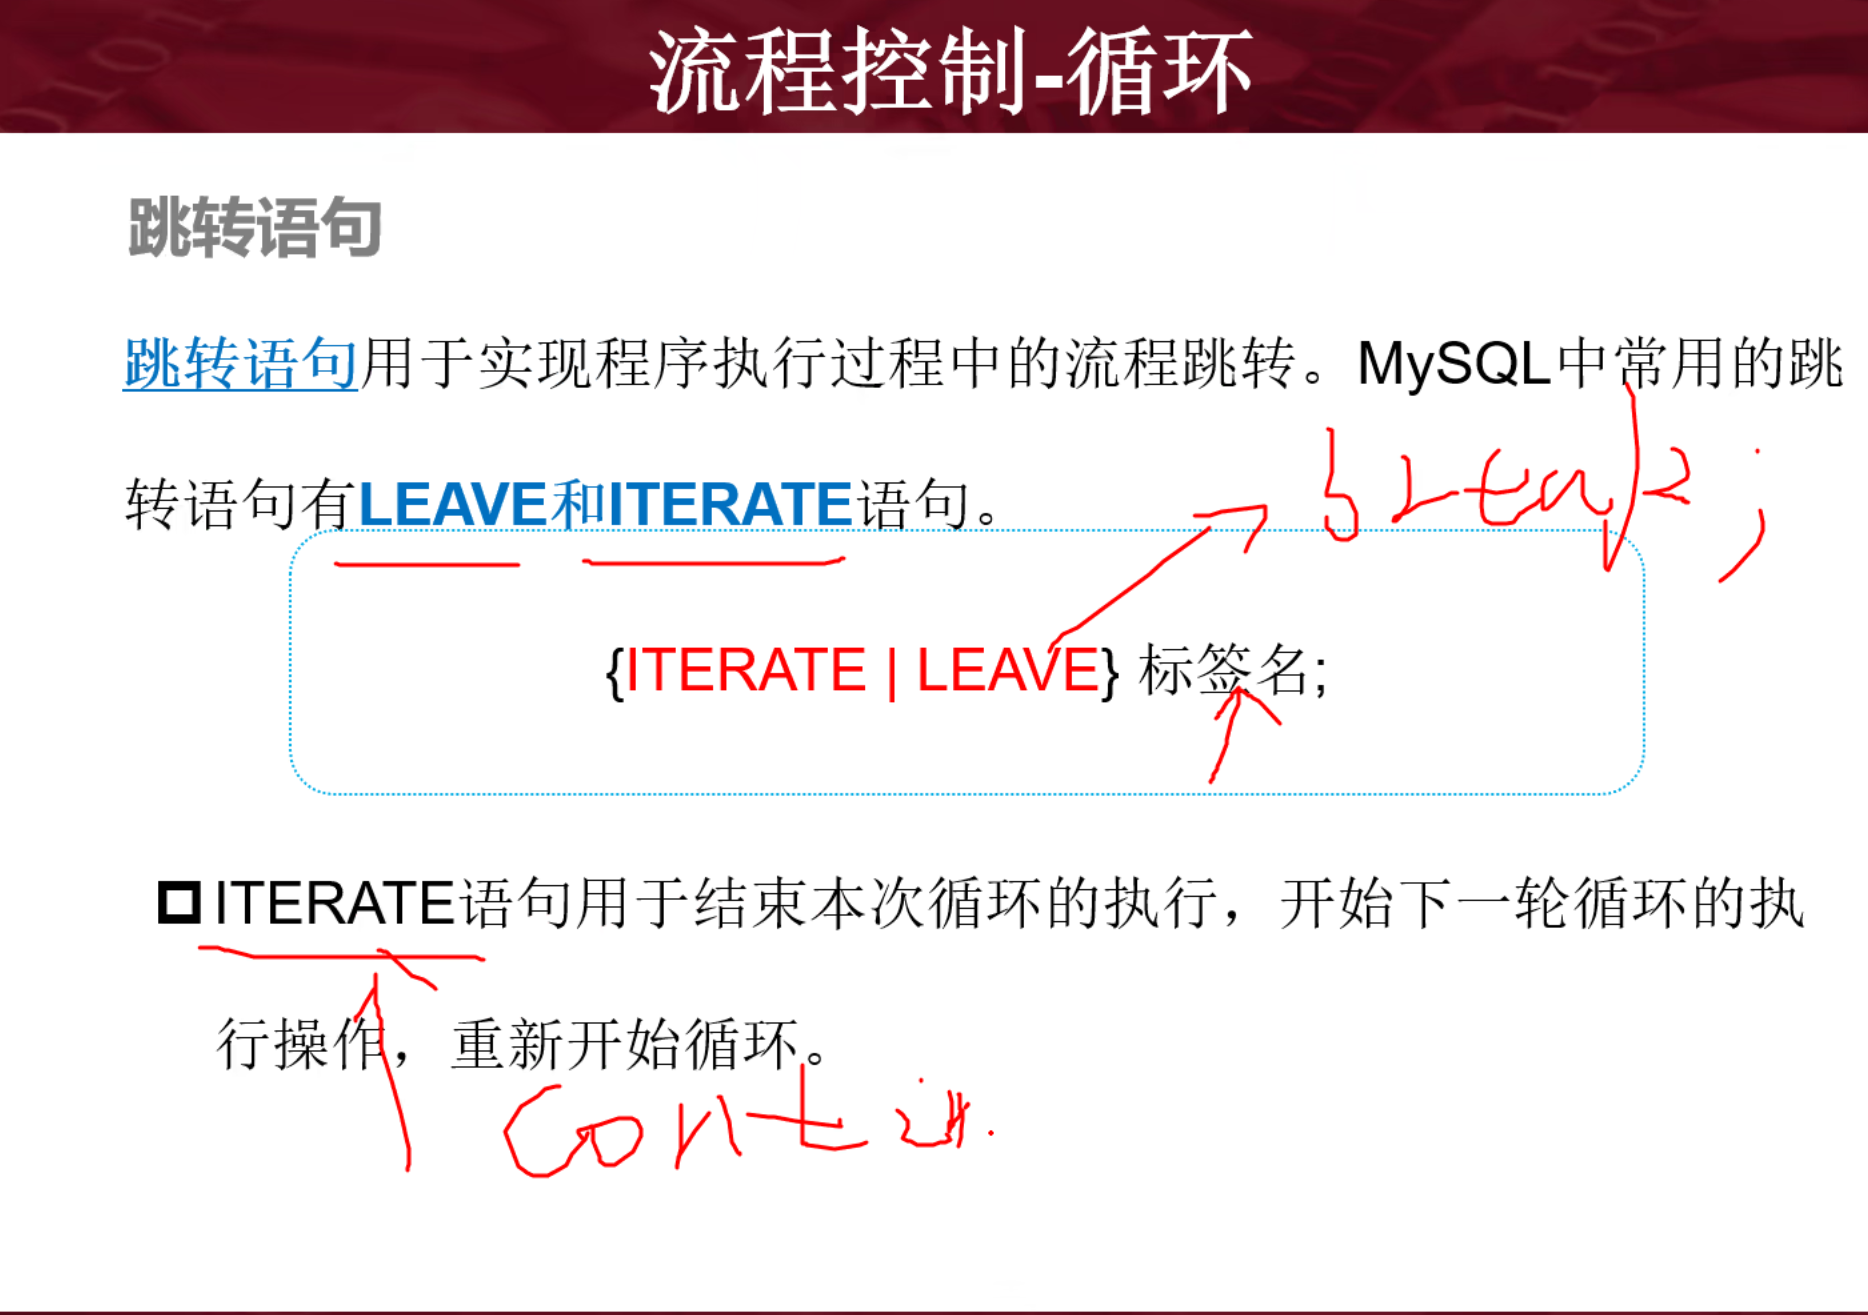 流程控制-循环
跳转语句
跳转语句用于实现程序执行过程中的流程跳转。MySQL中常用的跳
转语句有LEAVE和ITERATE语句。
break;
{ITERATE | LEAVE} 标签名;
ITERATE语句用于结束本次循环的执行，开始下一轮循环的执
行操作，重新开始循环。